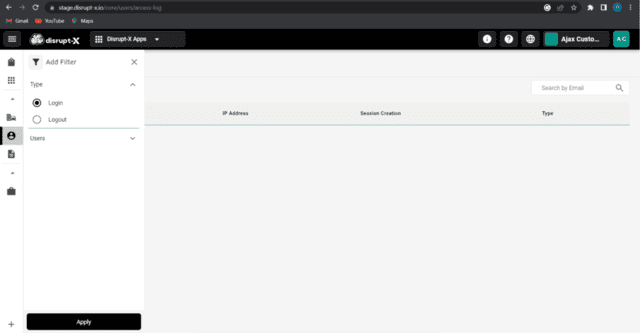 stage.disrupt-x.io/core/users/access-log
Gmail
YouTube
Maps
disrupt-X
Disrupt-X Apps
Ajax Custo...
A C
Add Filter
Type
Login
Logout
Users
Search by Email
IP Address
Session Creation
Type
Apply